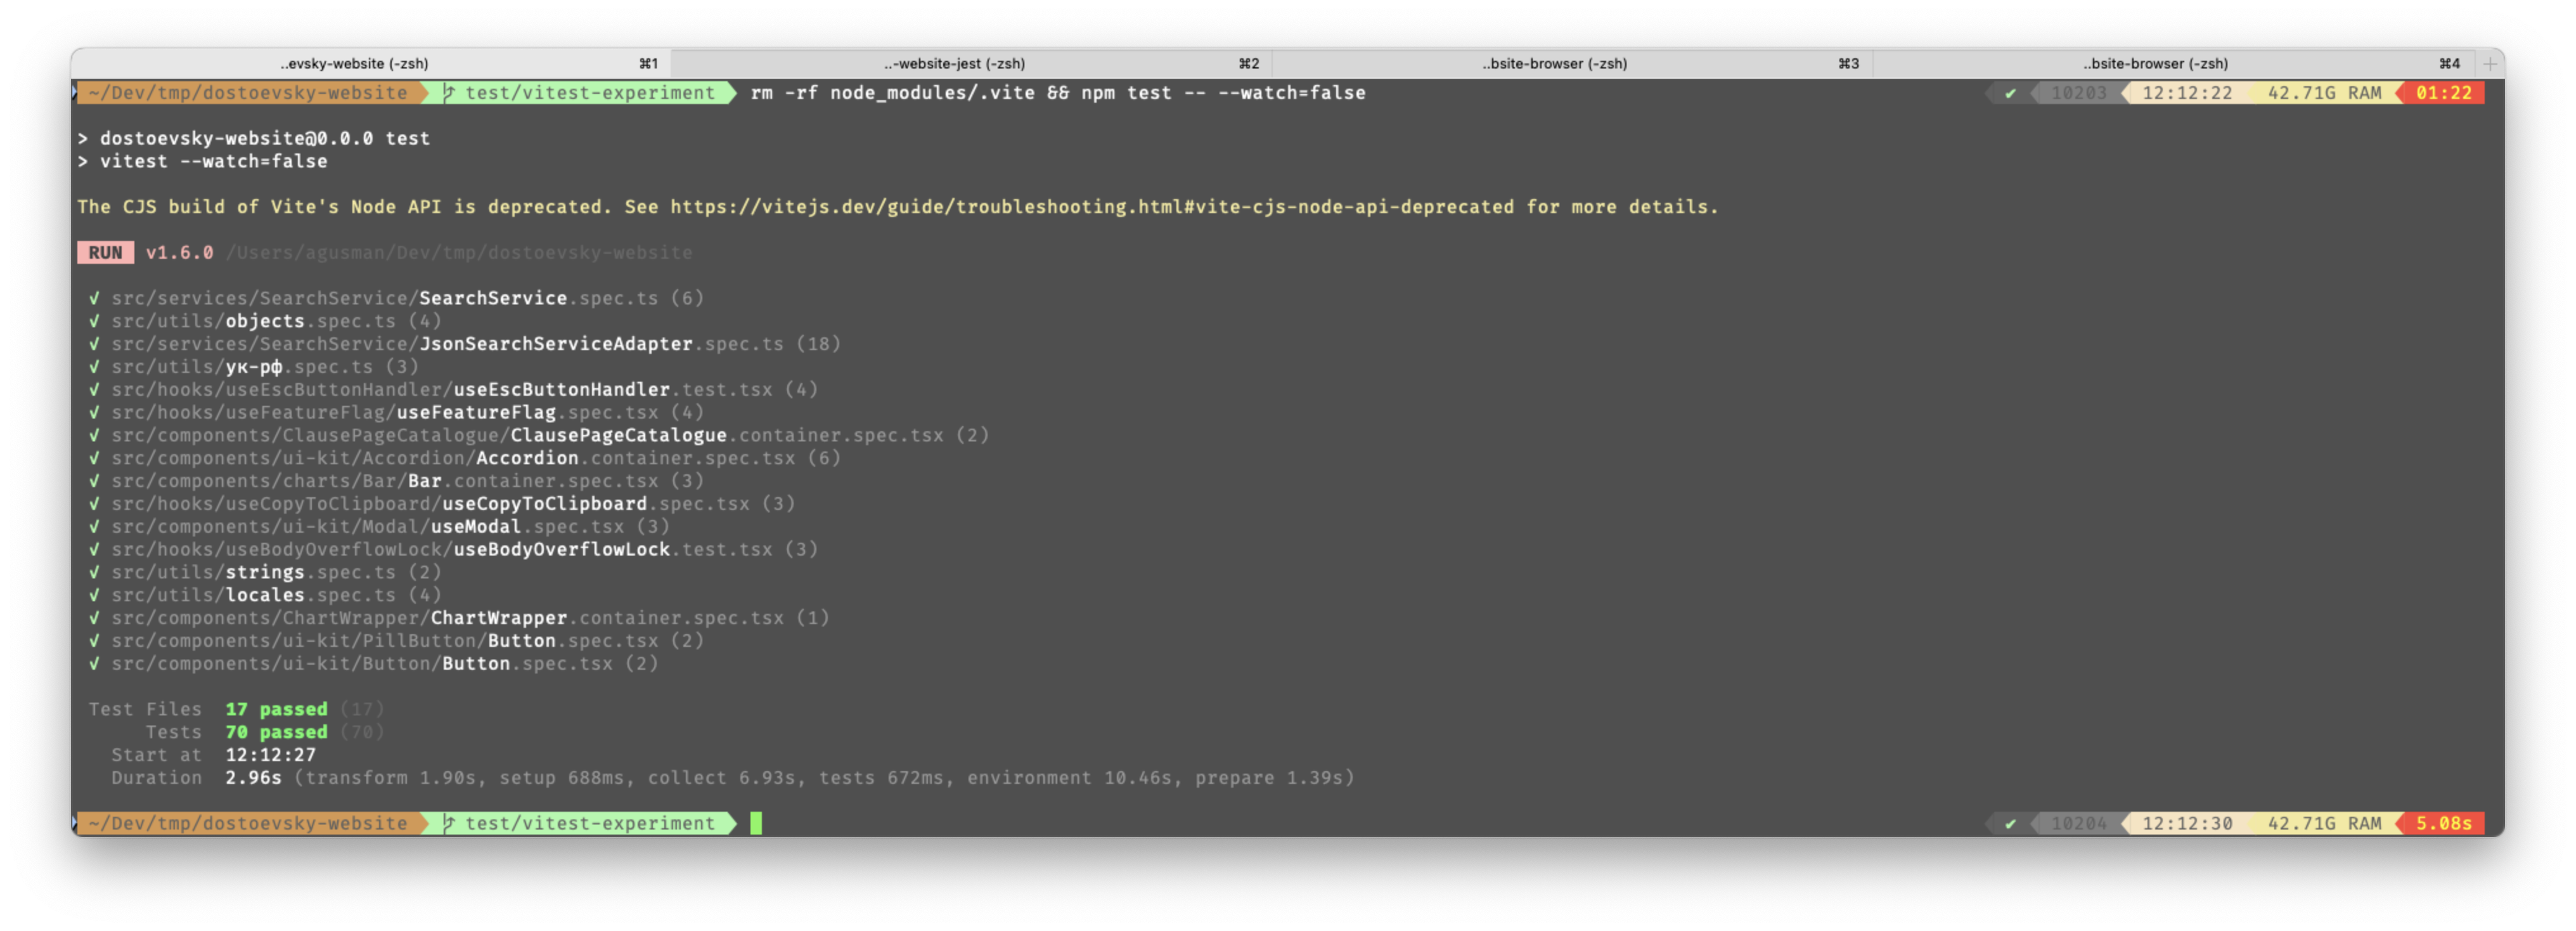 ..evsky-website (-zsh) ⌘1 ..-website-jest (-zsh) ⌘2 ..bsite-browser (-zsh) ⌘3 ..bsite-browser (-zsh) ⌘4 +
~/Dev/tmp/dostoevsky-website test/vitest-experiment rm -rf node_modules/.vite && npm test -- --watch=false ✔ 10203 12:12:22 42.71G RAM 01:22
> dostoevsky-website@0.0.0 test
> vitest --watch=false
The CJS build of Vite's Node API is deprecated. See https://vitejs.dev/guide/troubleshooting.html#vite-cjs-node-api-deprecated for more details.
RUN v1.6.0 /Users/agusman/Dev/tmp/dostoevsky-website
✓ src/services/SearchService/SearchService.spec.ts (6)
✓ src/utils/objects.spec.ts (4)
✓ src/services/SearchService/JsonSearchServiceAdapter.spec.ts (18)
✓ src/utils/ук-рф.spec.ts (3)
✓ src/hooks/useEscButtonHandler/useEscButtonHandler.test.tsx (4)
✓ src/hooks/useFeatureFlag/useFeatureFlag.spec.tsx (4)
✓ src/components/ClausePageCatalogue/ClausePageCatalogue.container.spec.tsx (2)
✓ src/components/ui-kit/Accordion/Accordion.container.spec.tsx (6)
✓ src/components/charts/Bar/Bar.container.spec.tsx (3)
✓ src/hooks/useCopyToClipboard/useCopyToClipboard.spec.tsx (3)
✓ src/components/ui-kit/Modal/useModal.spec.tsx (3)
✓ src/hooks/useBodyOverflowLock/useBodyOverflowLock.test.tsx (3)
✓ src/utils/strings.spec.ts (2)
✓ src/utils/locales.spec.ts (4)
✓ src/components/ChartWrapper/ChartWrapper.container.spec.tsx (1)
✓ src/components/ui-kit/PillButton/Button.spec.tsx (2)
✓ src/components/ui-kit/Button/Button.spec.tsx (2)
Test Files 17 passed (17)
Tests 70 passed (70)
Start at 12:12:27
Duration 2.96s (transform 1.90s, setup 688ms, collect 6.93s, tests 672ms, environment 10.46s, prepare 1.39s)
~/Dev/tmp/dostoevsky-website test/vitest-experiment ✔ 10204 12:12:30 42.71G RAM 5.08s